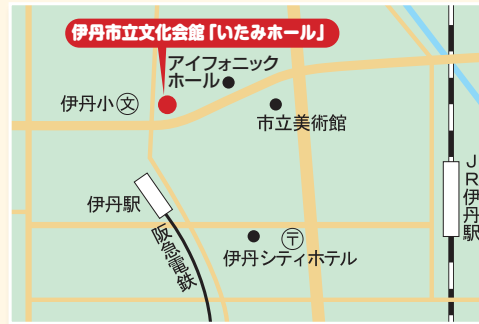 伊丹市立文化会館「いたみホール」
アイフォニック
ホール
伊丹小
文
市立美術館
伊丹駅
阪急電鉄
〒
伊丹シティホテル
JR伊丹駅